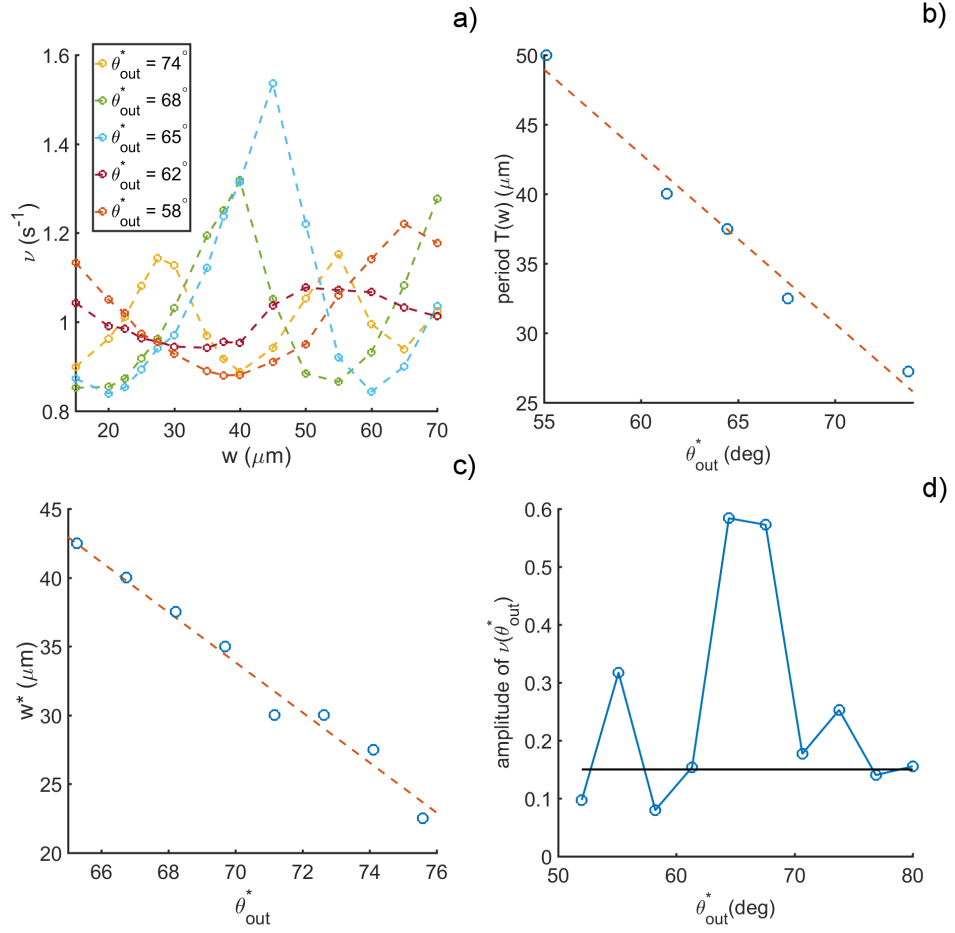 a)
1.6
1.4
1.2
1
0.8
ν (s⁻¹)
θ*out = 74°
θ*out = 68°
θ*out = 65°
θ*out = 62°
θ*out = 58°
20 30 40 50 60 70
w (μm)
b)
50
45
40
35
30
25
period T(w) (μm)
55 60 65 70
θ*out (deg)
c)
45
40
35
30
25
20
w* (μm)
66 68 70 72 74 76
θ*out
d)
0.6
0.5
0.4
0.3
0.2
0.1
0
amplitude of ν(θ*out)
50 60 70 80
θ*out(deg)